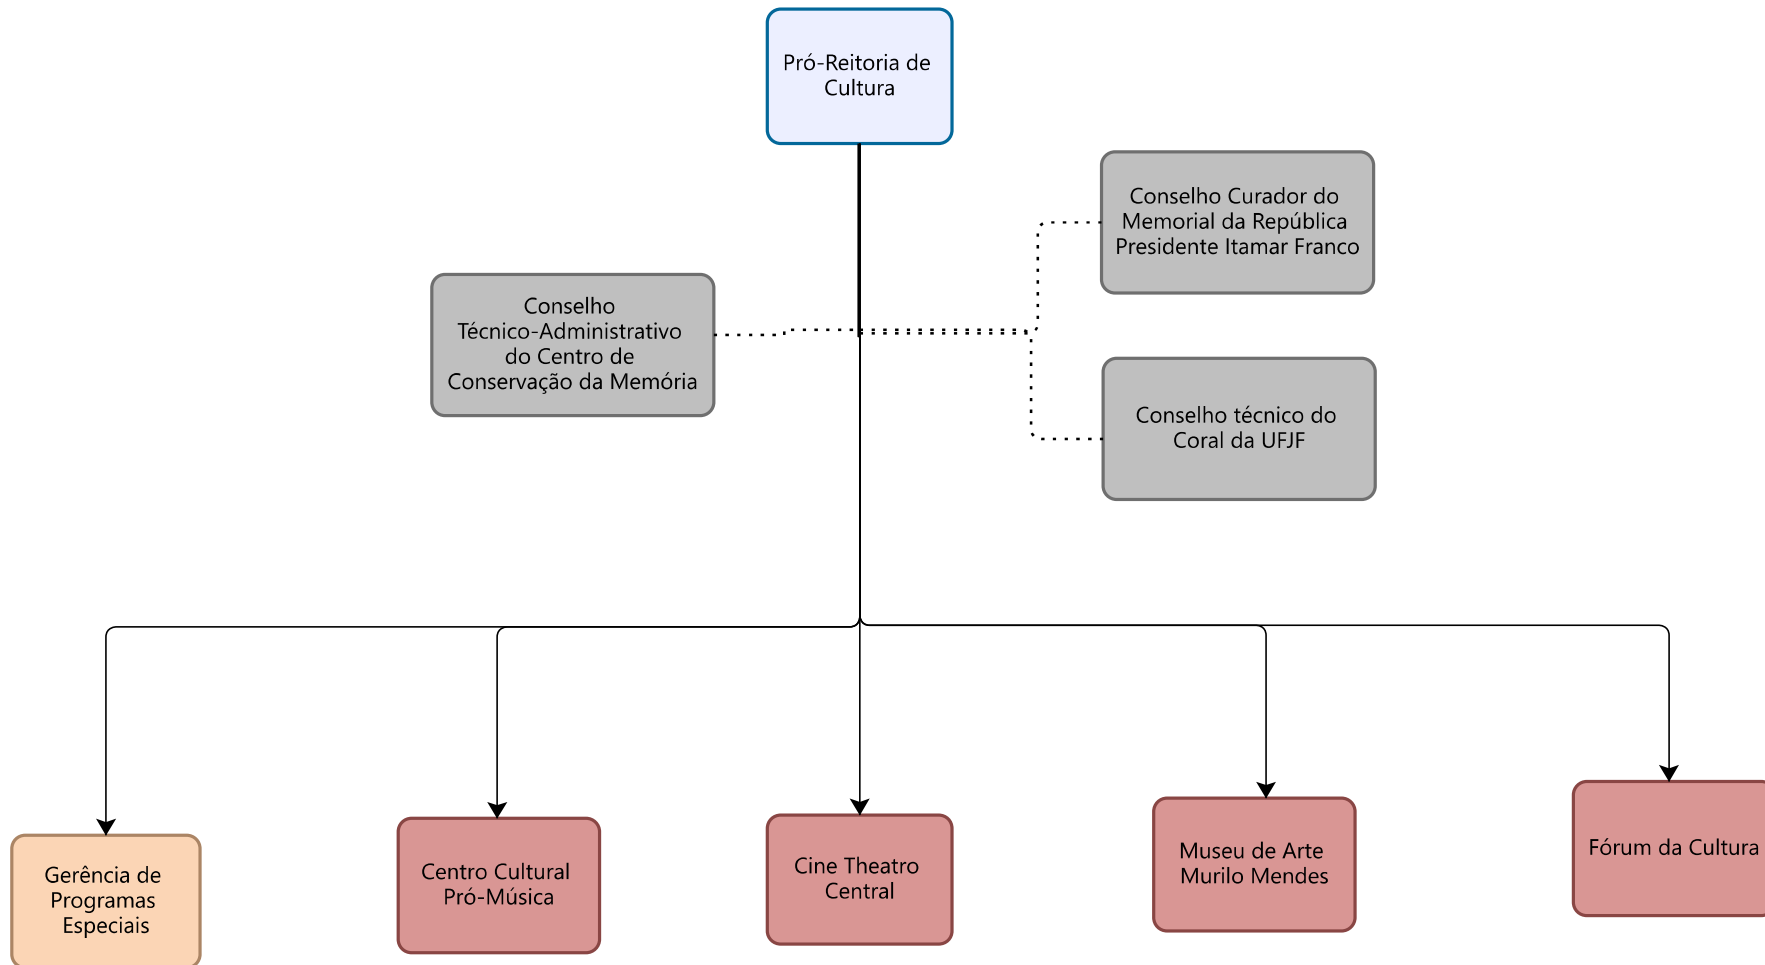 Pró-Reitoria de
Cultura
Conselho Curador do
Memorial da República
Presidente Itamar Franco
Conselho
Técnico-Administrativo
do Centro de
Conservação da Memória
Conselho técnico do
Coral da UFJF
Gerência de
Programas
Especiais
Centro Cultural
Pró-Música
Cine Theatro
Central
Museu de Arte
Murilo Mendes
Fórum da Cultura